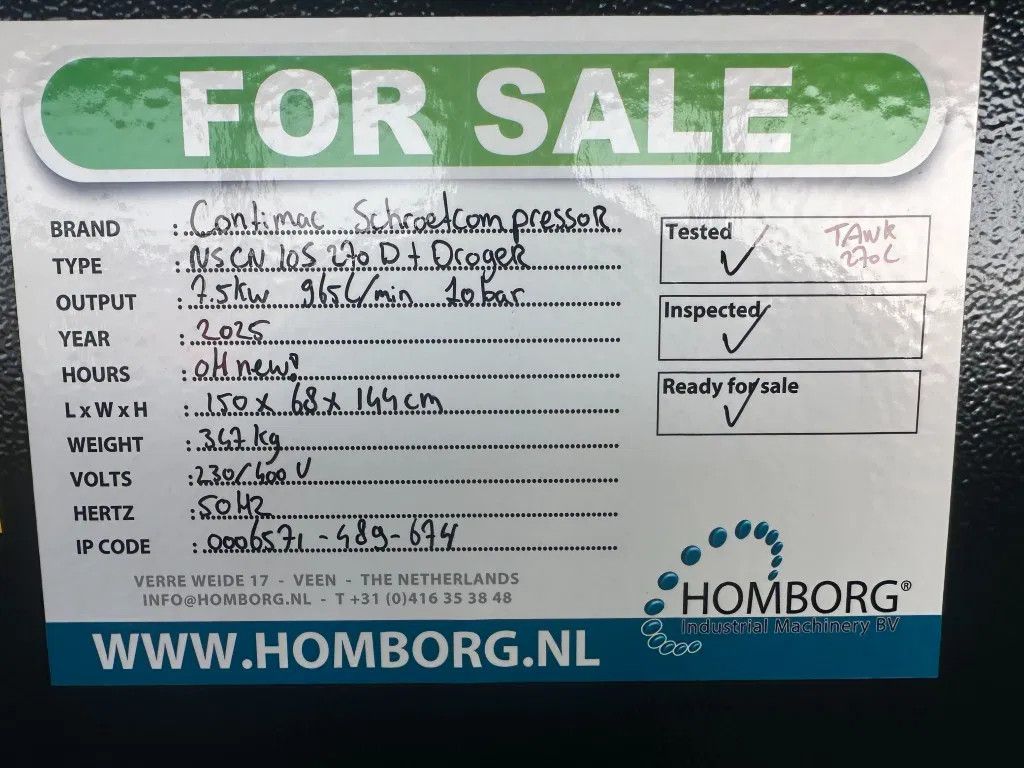 FOR SALE
BRAND : Contimac Schroefcompressor
TYPE : NSCN 10S 270 D + Droger
OUTPUT : 7.5kw 965L/min 10bar
YEAR : 2025
HOURS : 0H new!
L x W x H : 150 x 68 x 144 cm
WEIGHT : 347 kg
VOLTS : 230/400 V
HERTZ : 50Hz
IP CODE : 0006571-489-674
Tested
TAWK
270L
Inspected
Ready for sale
VERRE WEIDE 17 - VEEN - THE NETHERLANDS
INFO@HOMBORG.NL - T +31 (0)416 35 38 48
WWW.HOMBORG.NL
HOMBORG®
Industrial Machinery BV